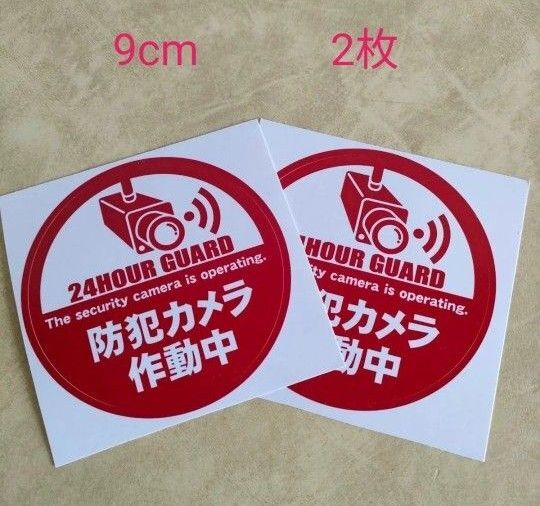 9cm
2枚
24HOUR GUARD
The security camera is operating.
防犯カメラ
作動中
HOUR GUARD
camera is operating.
犯カメラ
動中